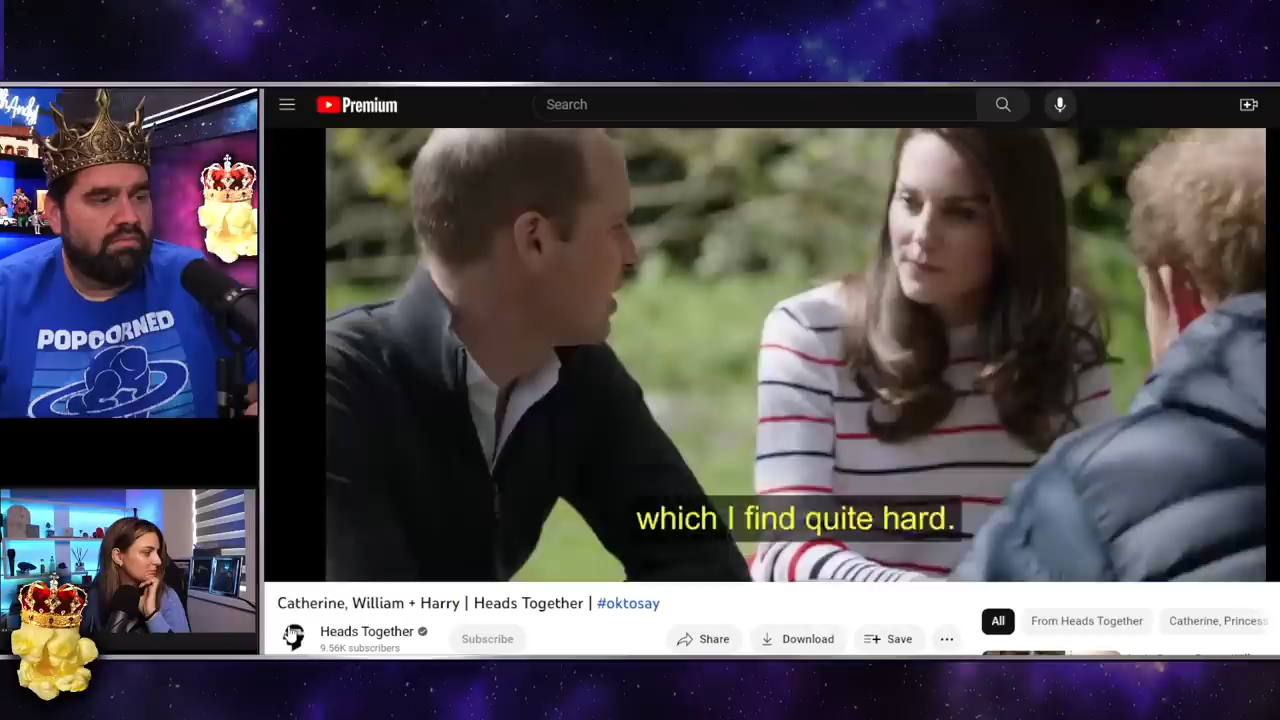 Premium
Search
POPCORNED
which I find quite hard.
Catherine, William + Harry | Heads Together | #oktosay
Heads Together
9.56K subscribers
Subscribe
Share
Download
Save
All
From Heads Together
Catherine, Princess